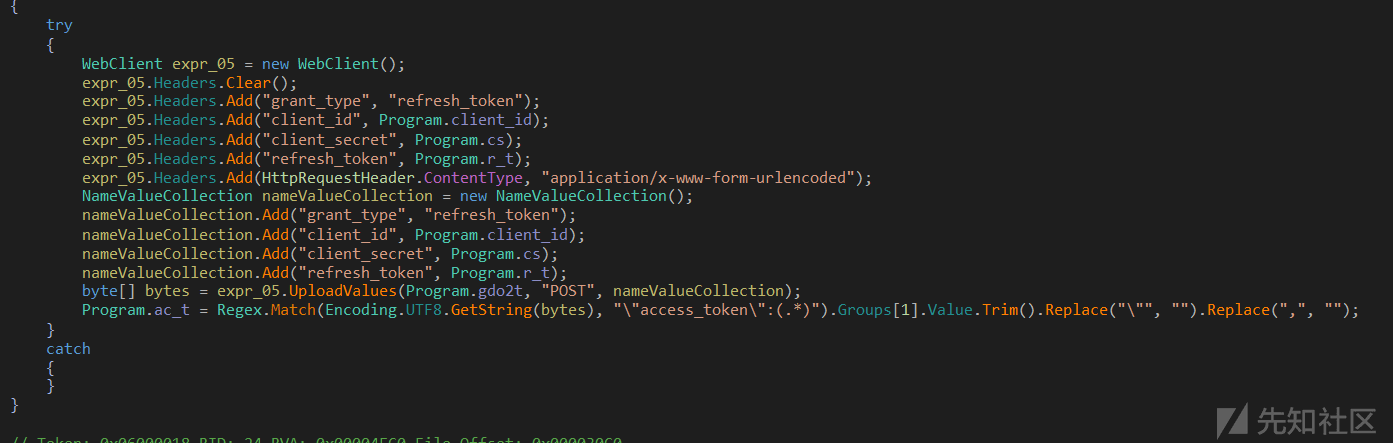 {
try
{
WebClient expr_05 = new WebClient();
expr_05.Headers.Clear();
expr_05.Headers.Add("grant_type", "refresh_token");
expr_05.Headers.Add("client_id", Program.client_id);
expr_05.Headers.Add("client_secret", Program.cs);
expr_05.Headers.Add("refresh_token", Program.r_t);
expr_05.Headers.Add(HttpRequestHeader.ContentType, "application/x-www-form-urlencoded");
NameValueCollection nameValueCollection = new NameValueCollection();
nameValueCollection.Add("grant_type", "refresh_token");
nameValueCollection.Add("client_id", Program.client_id);
nameValueCollection.Add("client_secret", Program.cs);
nameValueCollection.Add("refresh_token", Program.r_t);
byte[] bytes = expr_05.UploadValues(Program.gdo2t, "POST", nameValueCollection);
Program.ac_t = Regex.Match(Encoding.UTF8.GetString(bytes), "\"access_token\":(.*)").Groups[1].Value.Trim().Replace("\"", "").Replace(",", "");
}
catch
{
}
}
先知社区